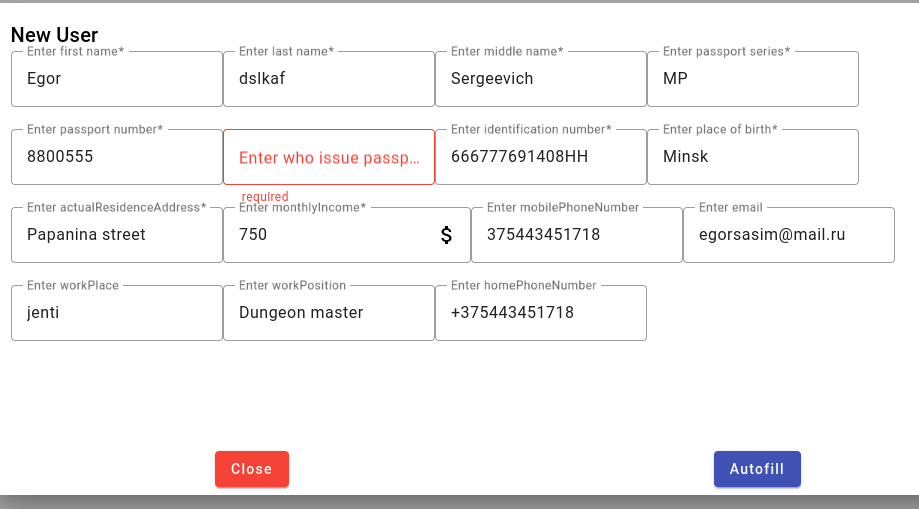 New User
Enter first name* Enter last name* Enter middle name* Enter passport series*
Egor dslkaf Sergeevich MP
Enter passport number* Enter identification number* Enter place of birth*
8800555 Enter who issue passp... 666777691408HH Minsk
required
Enter actualResidenceAddress* Enter monthlyIncome* Enter mobilePhoneNumber Enter email
Papanina street 750 $ 375443451718 egorsasim@mail.ru
Enter workPlace Enter workPosition Enter homePhoneNumber
jenti Dungeon master +375443451718
Close Autofill